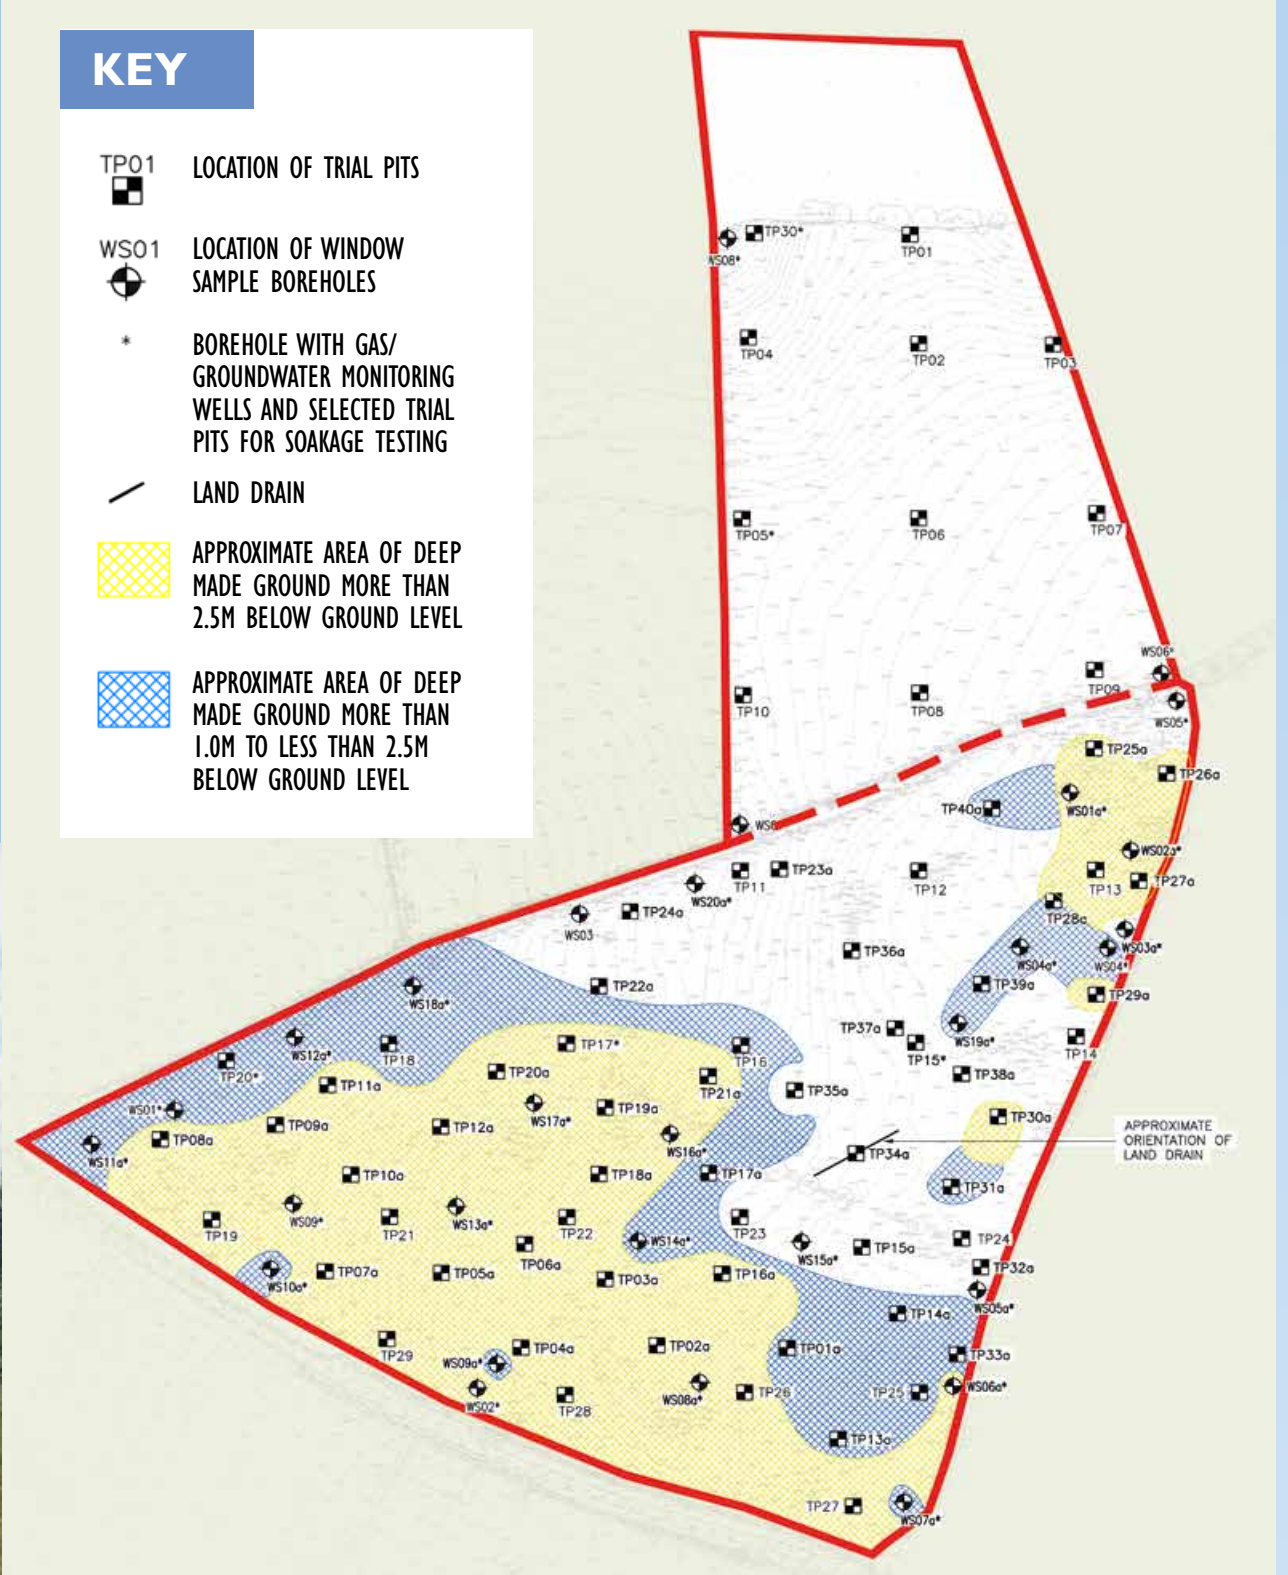 KEY
TP01
LOCATION OF TRIAL PITS
WS01
LOCATION OF WINDOW
SAMPLE BOREHOLES
*
BOREHOLE WITH GAS/
GROUNDWATER MONITORING
WELLS AND SELECTED TRIAL
PITS FOR SOAKAGE TESTING
LAND DRAIN
APPROXIMATE AREA OF DEEP
MADE GROUND MORE THAN
2.5M BELOW GROUND LEVEL
APPROXIMATE AREA OF DEEP
MADE GROUND MORE THAN
1.0M TO LESS THAN 2.5M
BELOW GROUND LEVEL
TP30*
WS08*
TP01
TP04
TP02
TP03
TP05*
TP06
TP07
WS06*
TP09
TP10
TP08
WS05*
TP25a
TP26a
WS01a*
TP40a
WS02a*
TP11
TP23a
TP12
TP13
TP27a
WS20a*
TP24a
WS03
TP28a
TP36a
WS04a*
WS03a*
WS04*
TP22a
TP39a
TP29a
WS18a*
TP37a
WS19a*
TP15*
TP14
WS12a*
TP18
TP17*
TP16
TP20*
TP20a
TP38a
TP11a
TP21a
TP35a
WS01*
WS17a*
TP19a
TP30a
TP09a
TP12a
WS16a*
APPROXIMATE
ORIENTATION OF
LAND DRAIN
TP08a
WS11a*
TP34a
TP10a
TP18a
TP17a
TP31a
WS09*
WS13a*
TP19
TP21
TP22
TP23
WS14a*
WS15a*
TP15a
TP24
TP06a
WS10a*
TP07a
TP05a
TP03a
TP16a
TP32a
WS05a*
TP14a
TP29
TP04a
TP02a
TP01a
TP33a
WS09a*
WS02*
TP28
WS08a*
TP26
TP25
WS06a*
TP13a
TP27
WS07a*